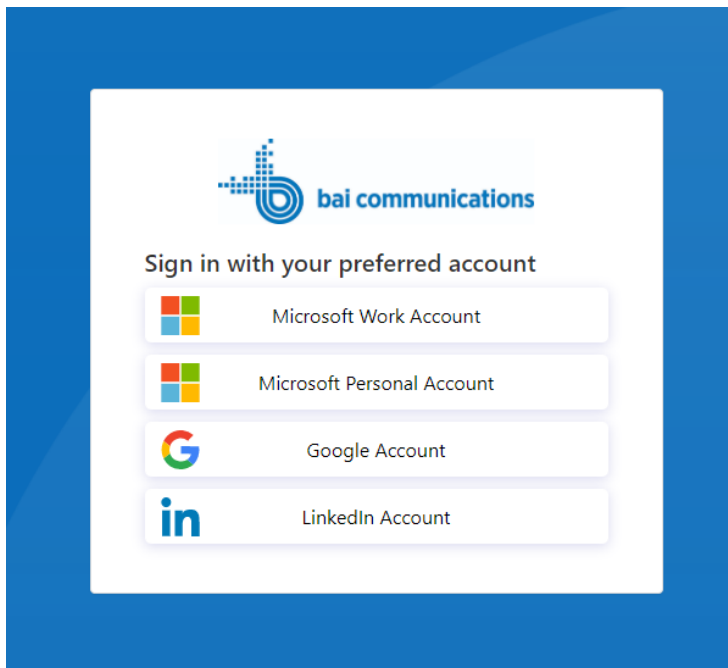 bai communications
Sign in with your preferred account
Microsoft Work Account
Microsoft Personal Account
Google Account
LinkedIn Account